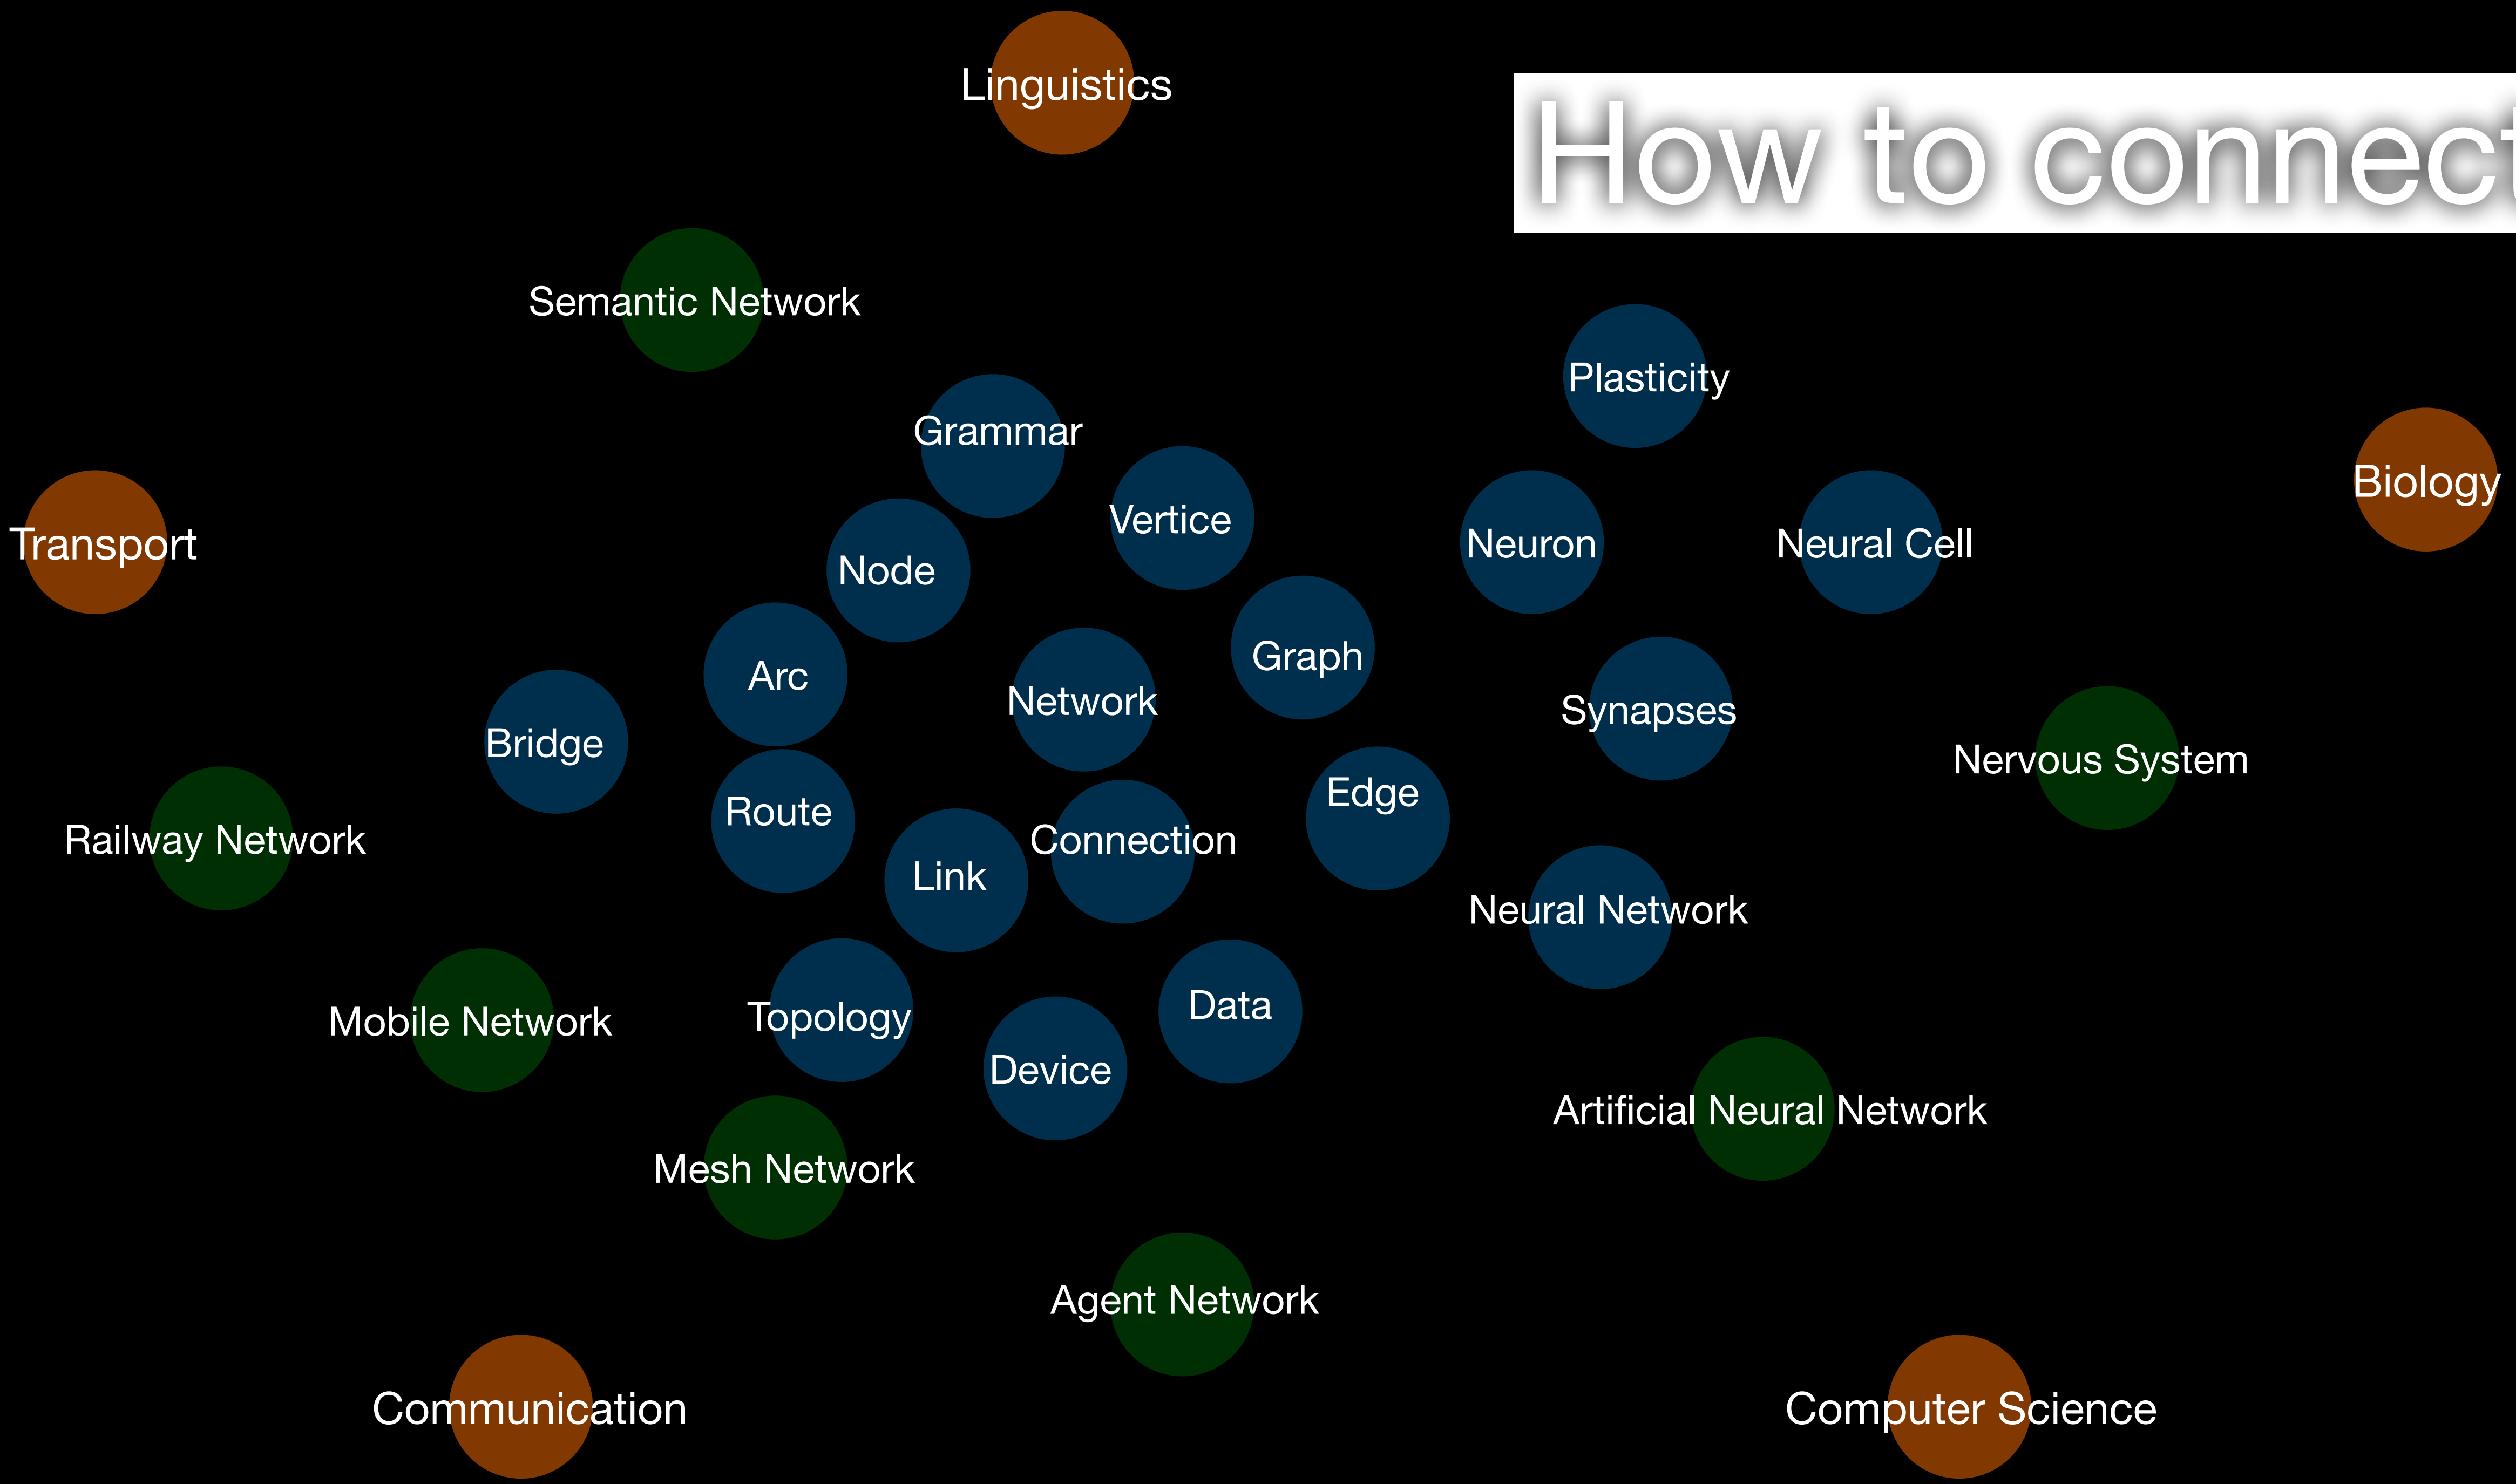 Linguistics
How to connect
Semantic Network
Plasticity
Grammar
Biology
Vertice
Transport
Neuron
Neural Cell
Node
Graph
Arc
Network
Synapses
Bridge
Nervous System
Edge
Route
Railway Network
Connection
Link
Neural Network
Data
Topology
Mobile Network
Device
Artificial Neural Network
Mesh Network
Agent Network
Communication
Computer Science